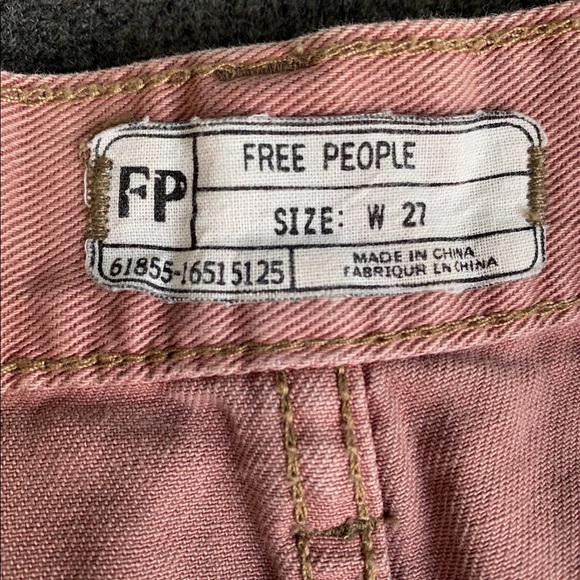 FP
FREE PEOPLE
SIZE: W 27
61855-16515125
MADE IN CHINA
FABRIQUR EN CHINA